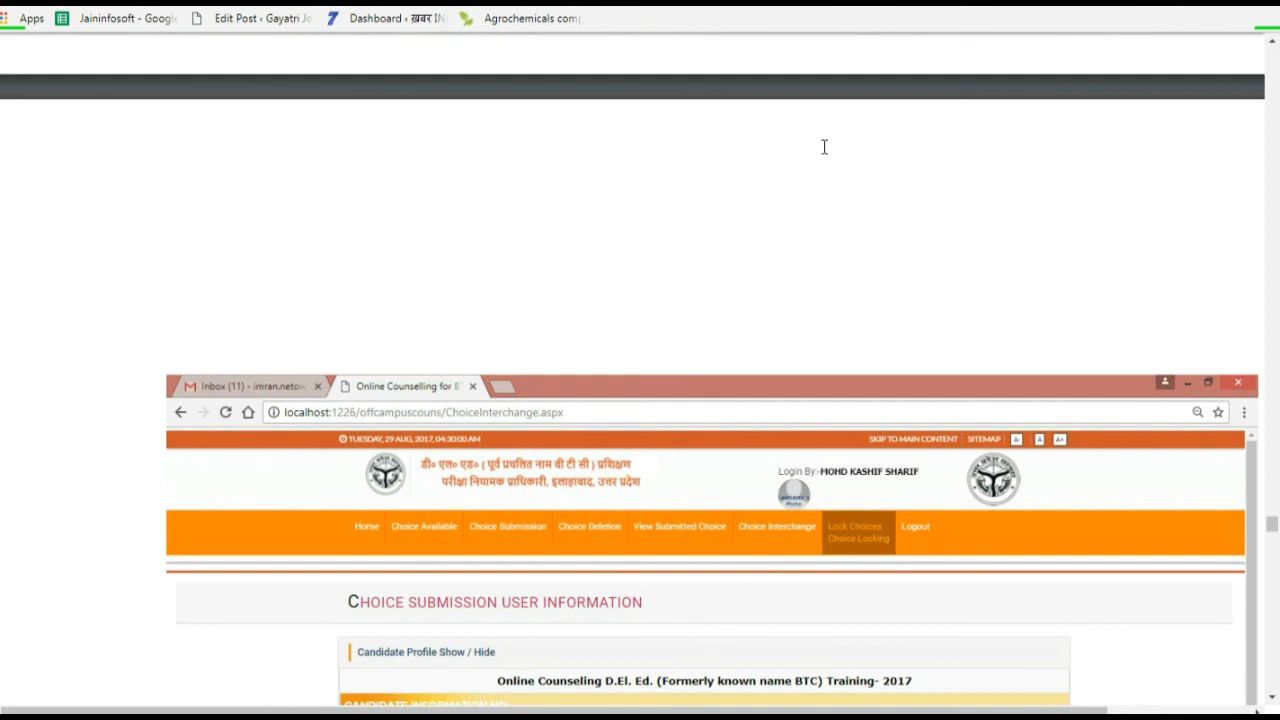 Apps Jaininfosoft - Google Edit Post ‹ Gayatri Jo Dashboard ‹ ख़बर IN Agrochemicals com
Inbox (11) - imran.netow Online Counselling for B
localhost:1226/offcampuscouns/ChoiceInterchange.aspx
TUESDAY, 29 AUG, 2017, 04:30:00 AM SKIP TO MAIN CONTENT SITEMAP A- A A+
डी० एल० एड० ( पूर्व प्रचलित नाम बी टी सी ) प्रशिक्षण
परीक्षा नियामक प्राधिकारी, इलाहाबाद, उत्तर प्रदेश
Login By:-MOHD KASHIF SHARIF
Home Choice Available Choice Submission Choice Deletion View Submitted Choice Choice Interchange Lock Choices Logout
Choice Locking
CHOICE SUBMISSION USER INFORMATION
Candidate Profile Show / Hide
Online Counseling D.El. Ed. (Formerly known name BTC) Training- 2017
CANDIDATE INFORMATION NO: